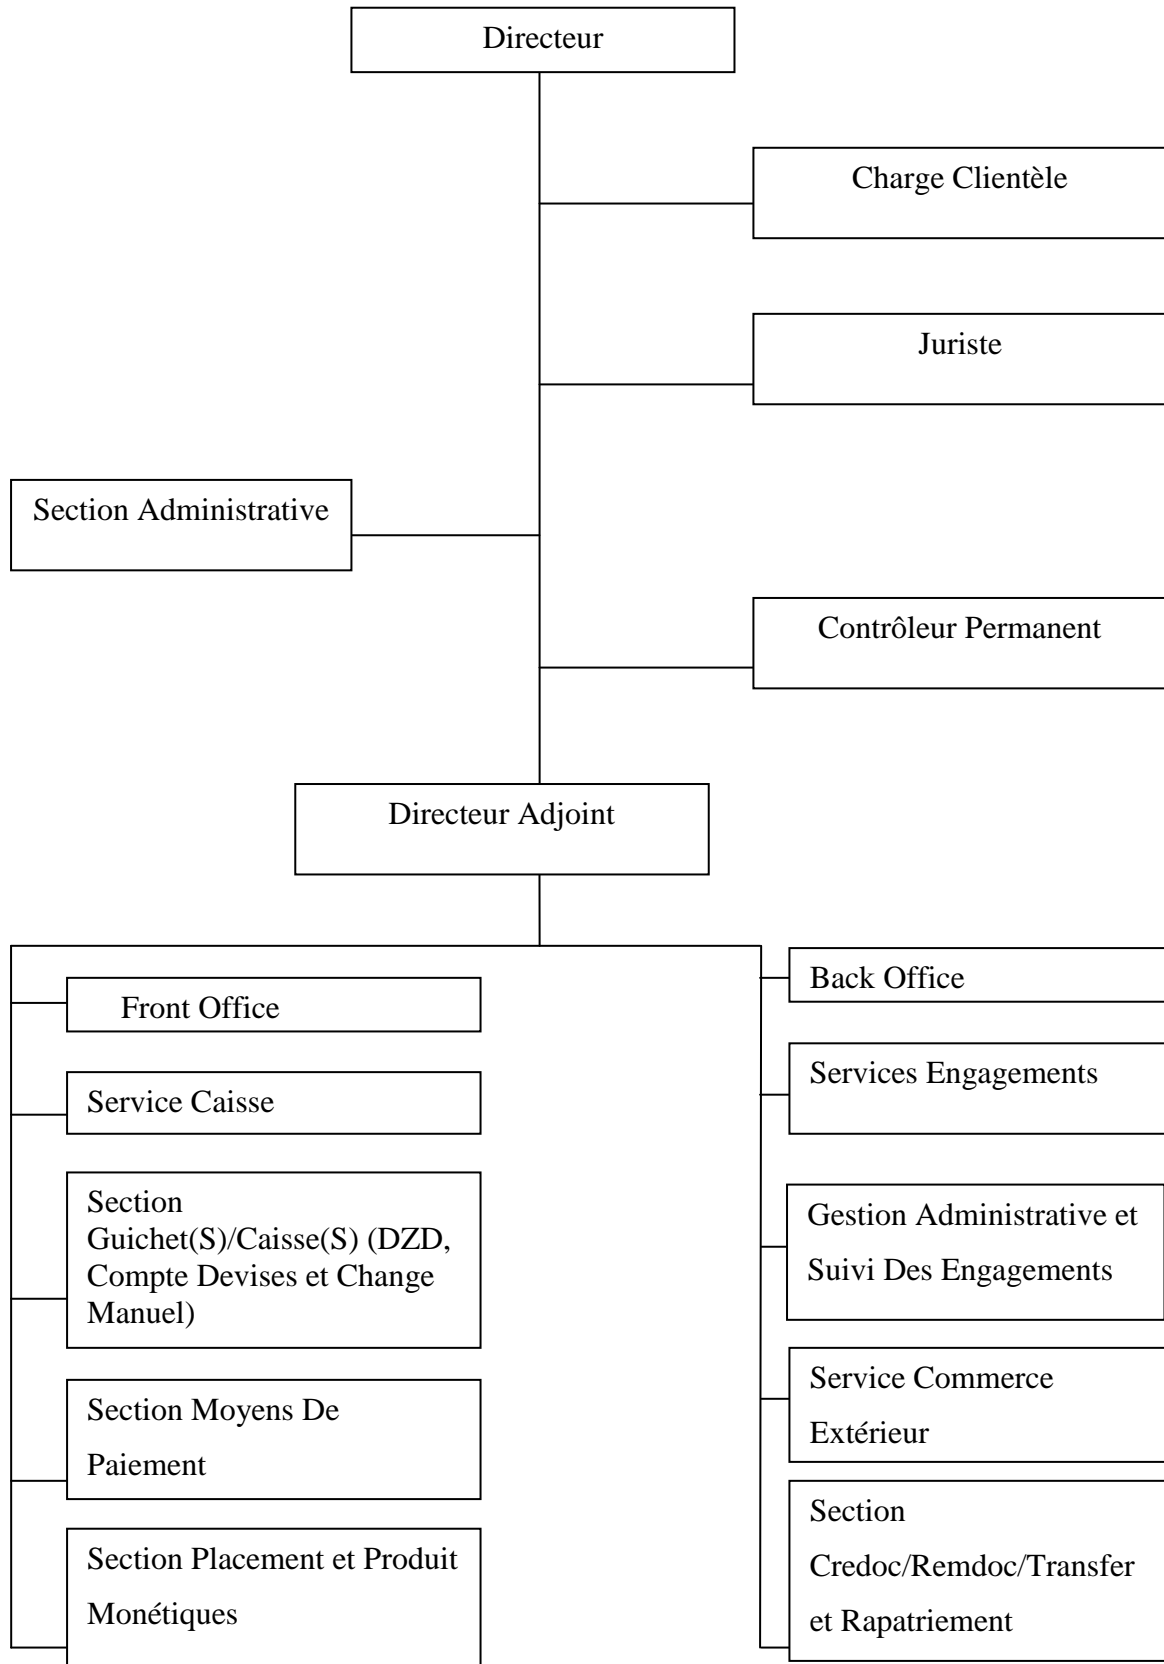 Directeur
Charge Clientèle
Juriste
Section Administrative
Contrôleur Permanent
Directeur Adjoint
Front Office
Service Caisse
Section
Guichet(S)/Caisse(S) (DZD,
Compte Devises et Change
Manuel)
Section Moyens De
Paiement
Section Placement et Produit
Monétiques
Back Office
Services Engagements
Gestion Administrative et
Suivi Des Engagements
Service Commerce
Extérieur
Section
Credoc/Remdoc/Transfer
et Rapatriement